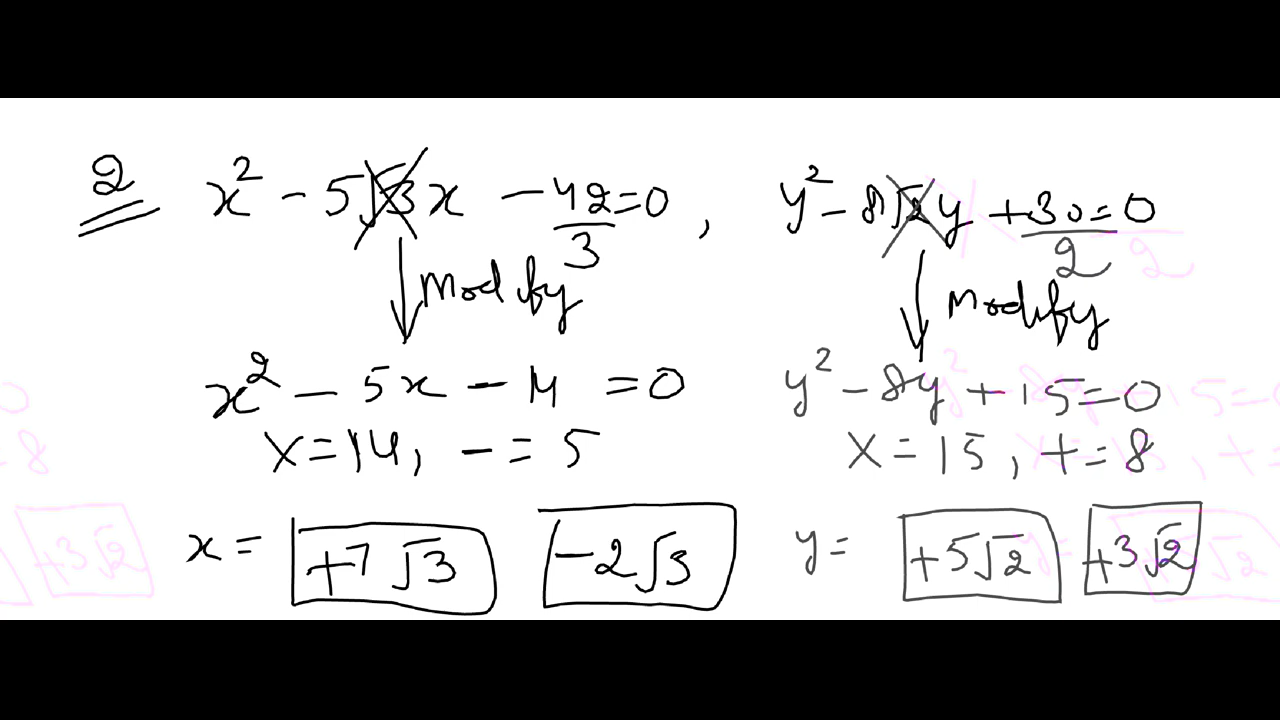 2 x² - 5√3x - 42/3 = 0 , y² - 8√2y + 30/2 = 0
Modify Modify
x² - 5x - 14 = 0 y² - 8y + 15 = 0
x = 14, - = 5 x = 15, + = 8
x = +7√3 -2√3 y = +5√2 +3√2